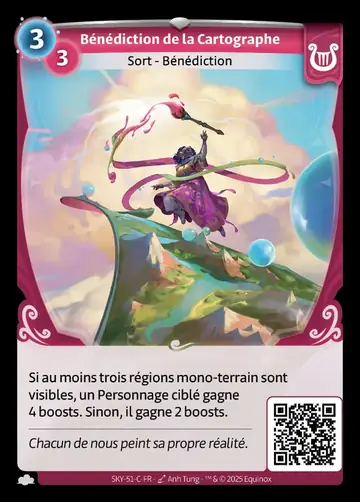 3
3
Bénédiction de la Cartographe
Sort - Bénédiction
Si au moins trois régions mono-terrain sont
visibles, un Personnage ciblé gagne
4 boosts. Sinon, il gagne 2 boosts.
Chacun de nous peint sa propre réalité.
SKY-51-C-FR - Anh Tung - ™ & © 2025 Equinox